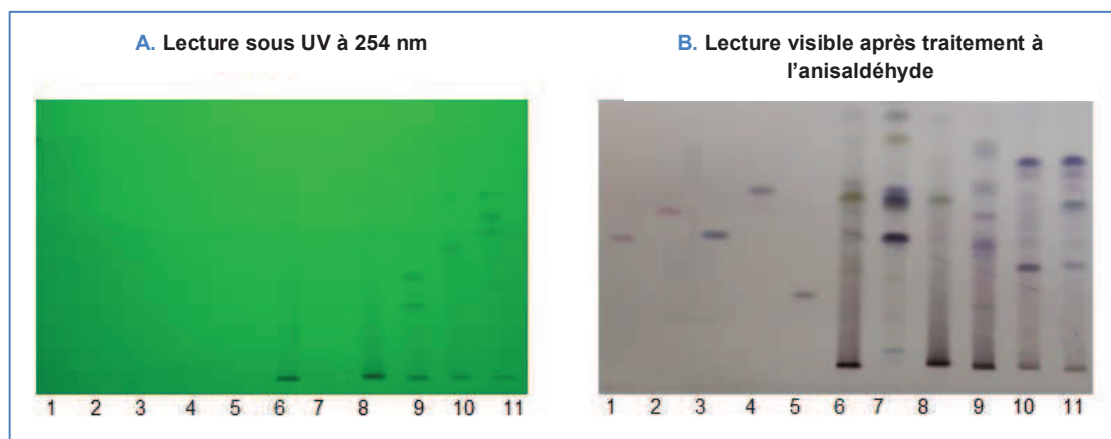 A. Lecture sous UV à 254 nm
B. Lecture visible après traitement à
l'anisaldéhyde
1 2 3 4 5 6 7 8 9 10 11
1 2 3 4 5 6 7 8 9 10 11